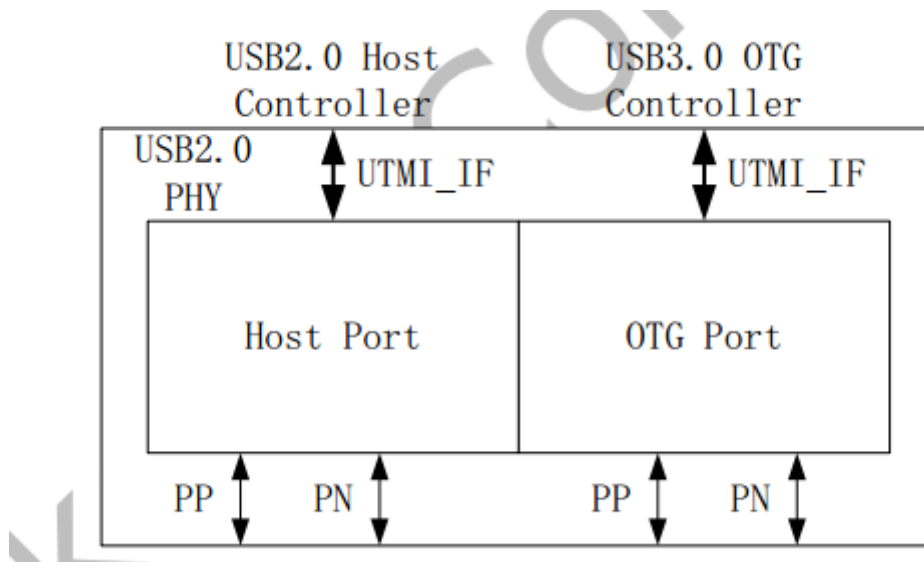 USB2.0 Host
Controller
USB3.0 OTG
Controller
USB2.0
PHY
UTMI_IF
UTMI_IF
Host Port
OTG Port
PP
PN
PP
PN